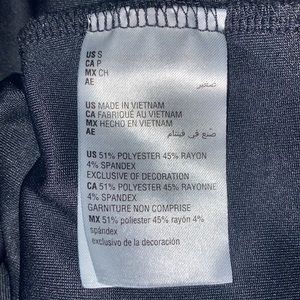 US S
CA P
MX CH
AE
US MADE IN VIETNAM
CA FABRIQUÉ AU VIETNAM
MX HECHO EN VIETNAM
AE صنع في فيتنام
US 51% POLYESTER 45% RAYON
4% SPANDEX
EXCLUSIVE OF DECORATION
CA 51% POLYESTER 45% RAYONNE
4% SPANDEX
GARNITURE NON COMPRISE
MX 51% poliester 45% rayón 4%
spándex
exclusivo de la decoración